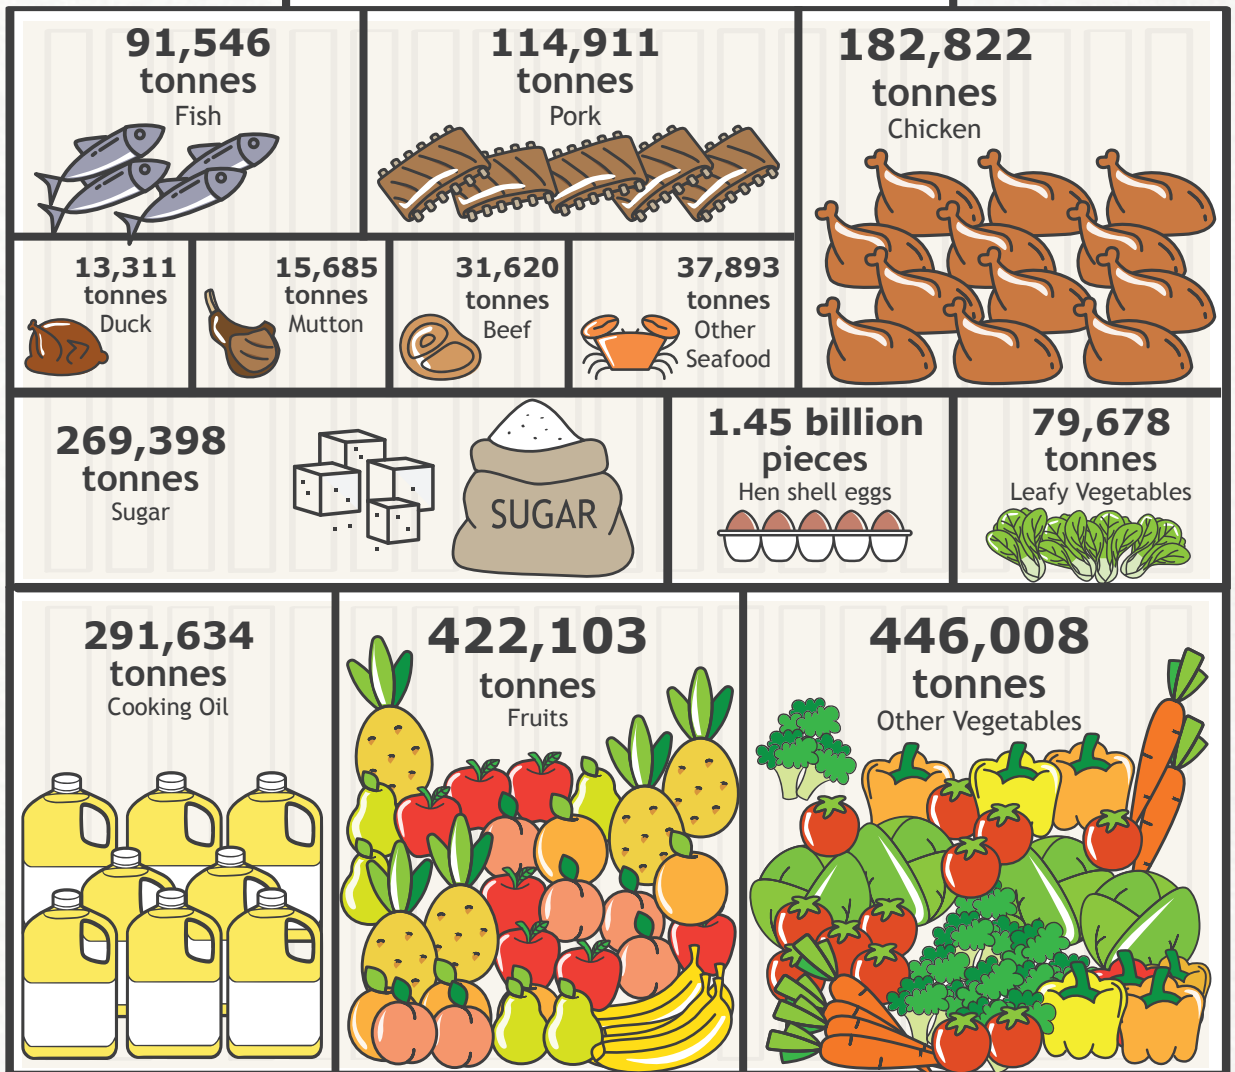 91,546
tonnes
Fish
114,911
tonnes
Pork
182,822
tonnes
Chicken
13,311
tonnes
Duck
15,685
tonnes
Mutton
31,620
tonnes
Beef
37,893
tonnes
Other
Seafood
269,398
tonnes
Sugar
SUGAR
1.45 billion
pieces
Hen shell eggs
79,678
tonnes
Leafy Vegetables
291,634
tonnes
Cooking Oil
422,103
tonnes
Fruits
446,008
tonnes
Other Vegetables